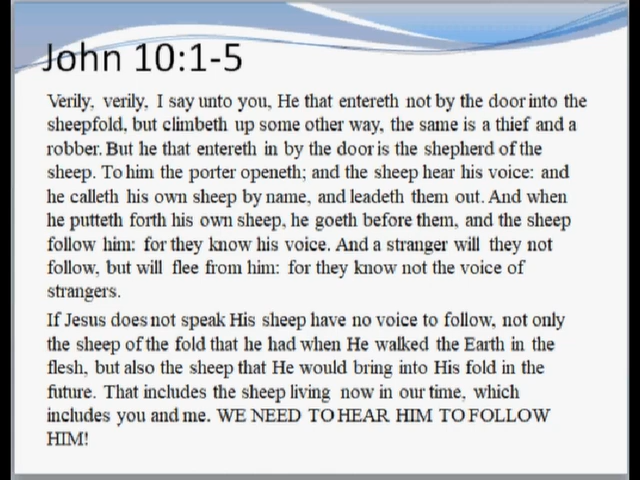 John 10:1-5
Verily, verily, I say unto you, He that entereth not by the door into the
sheepfold, but climbeth up some other way, the same is a thief and a
robber. But he that entereth in by the door is the shepherd of the
sheep. To him the porter openeth; and the sheep hear his voice: and
he calleth his own sheep by name, and leadeth them out. And when
he putteth forth his own sheep, he goeth before them, and the sheep
follow him: for they know his voice. And a stranger will they not
follow, but will flee from him: for they know not the voice of
strangers.
If Jesus does not speak His sheep have no voice to follow, not only
the sheep of the fold that he had when He walked the Earth in the
flesh, but also the sheep that He would bring into His fold in the
future. That includes the sheep living now in our time, which
includes you and me. WE NEED TO HEAR HIM TO FOLLOW
HIM!